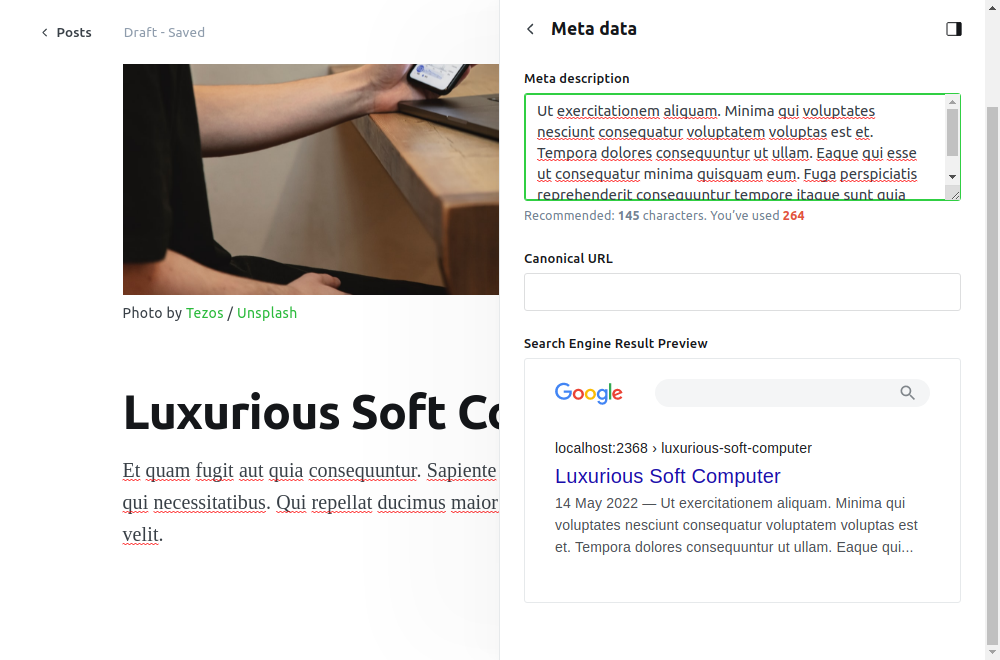 Posts
Draft - Saved
Photo by Tezos / Unsplash
Luxurious Soft
Et quam fugit aut quia consequuntur. Sapiente
qui necessitatibus. Qui repellat ducimus maior
velit.
Meta data
Meta description
Ut exercitationem aliquam. Minima qui voluptates
nesciunt consequatur voluptatem voluptas est et.
Tempora dolores consequuntur ut ullam. Eaque qui esse
ut consequatur minima quisquam eum. Fuga perspiciatis
reprehenderit consequuntur tempore itaque sunt quia
Recommended: 145 characters. You've used 264
Canonical URL
Search Engine Result Preview
Google
localhost:2368 › luxurious-soft-computer
Luxurious Soft Computer
14 May 2022 — Ut exercitationem aliquam. Minima qui
voluptates nesciunt consequatur voluptatem voluptas est
et. Tempora dolores consequuntur ut ullam. Eaque qui...